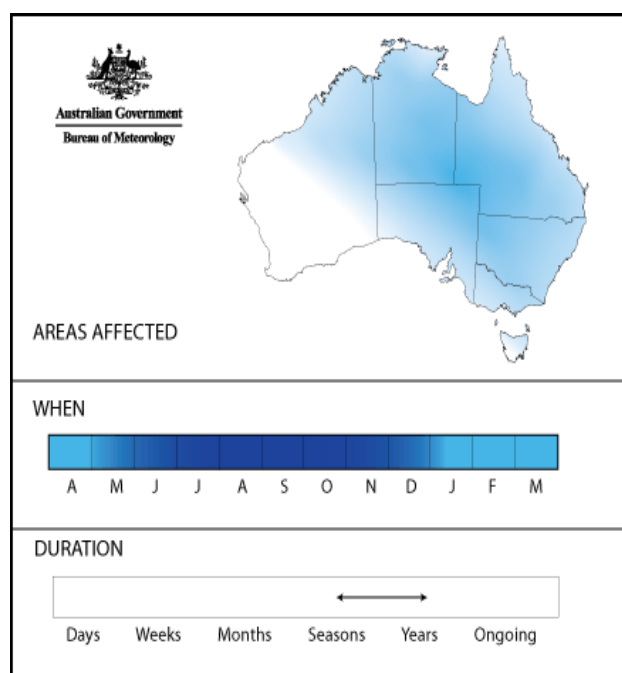 Australian Government
Bureau of Meteorology
AREAS AFFECTED
WHEN
A M J J A S O N D J F M
DURATION
Days Weeks Months Seasons Years Ongoing